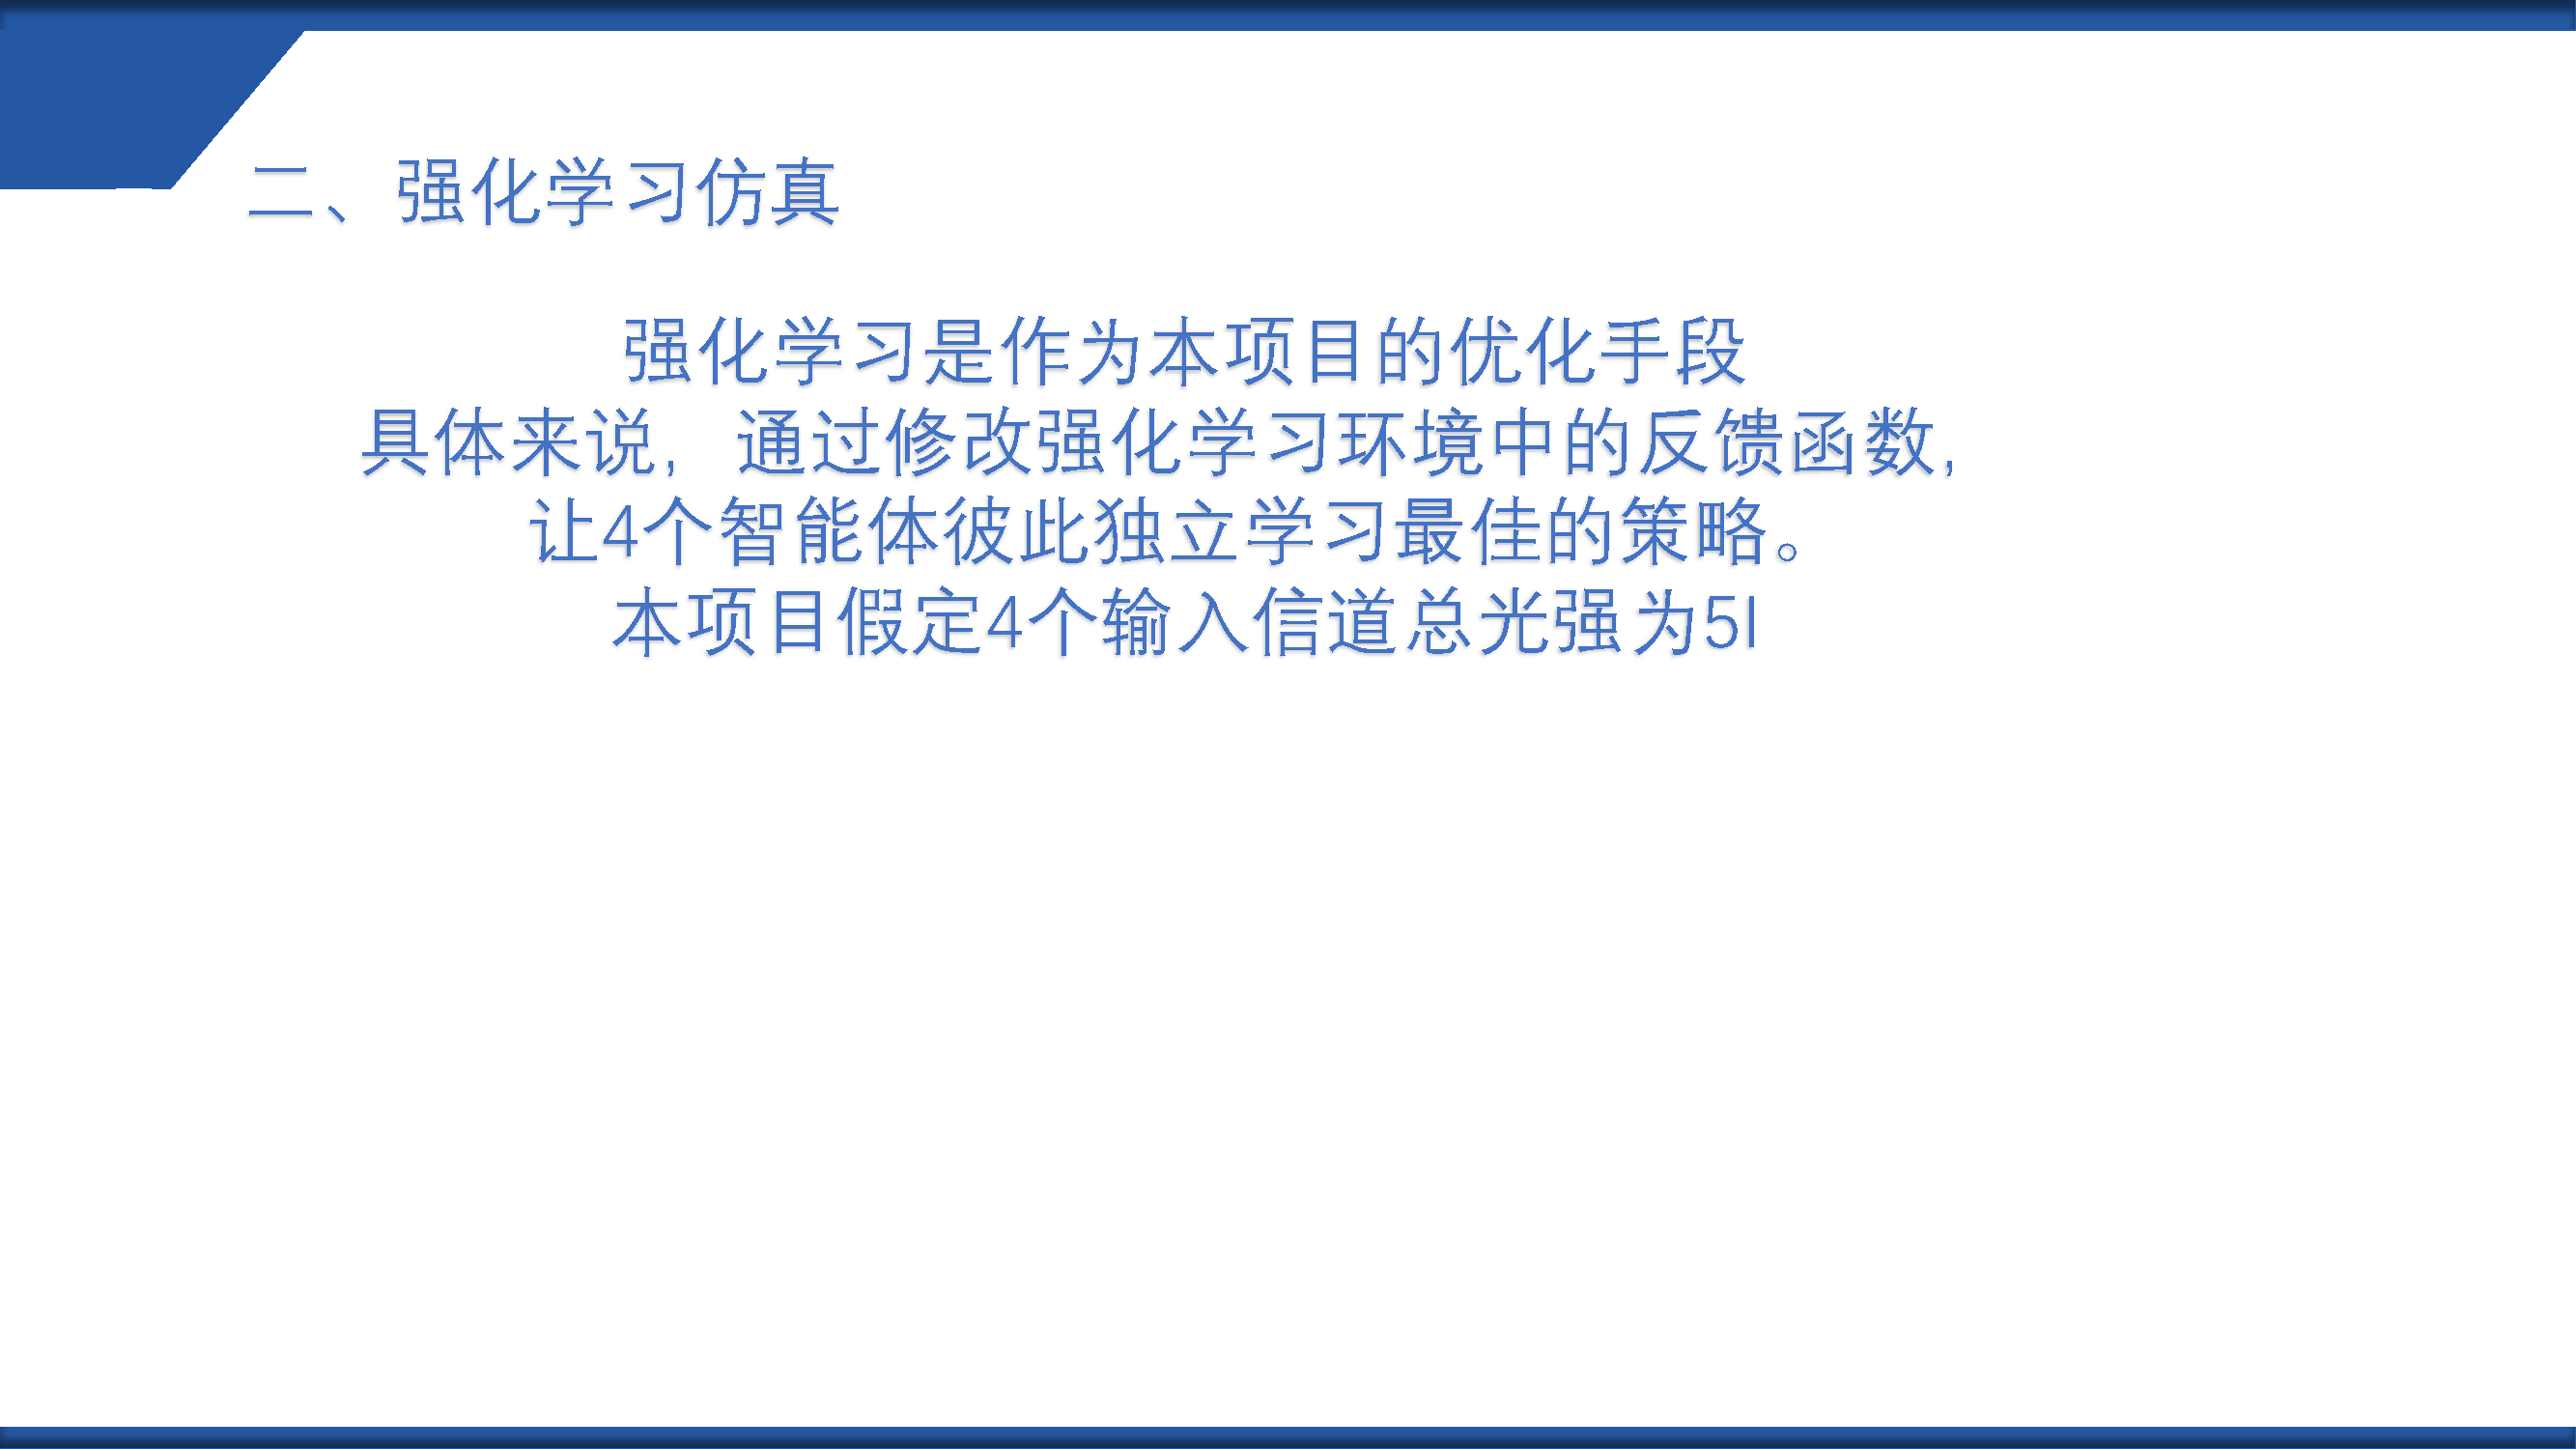 二、强化学习仿真
强化学习是作为本项目的优化手段
具体来说，通过修改强化学习环境中的反馈函数，
让4个智能体彼此独立学习最佳的策略。
本项目假定4个输入信道总光强为5I